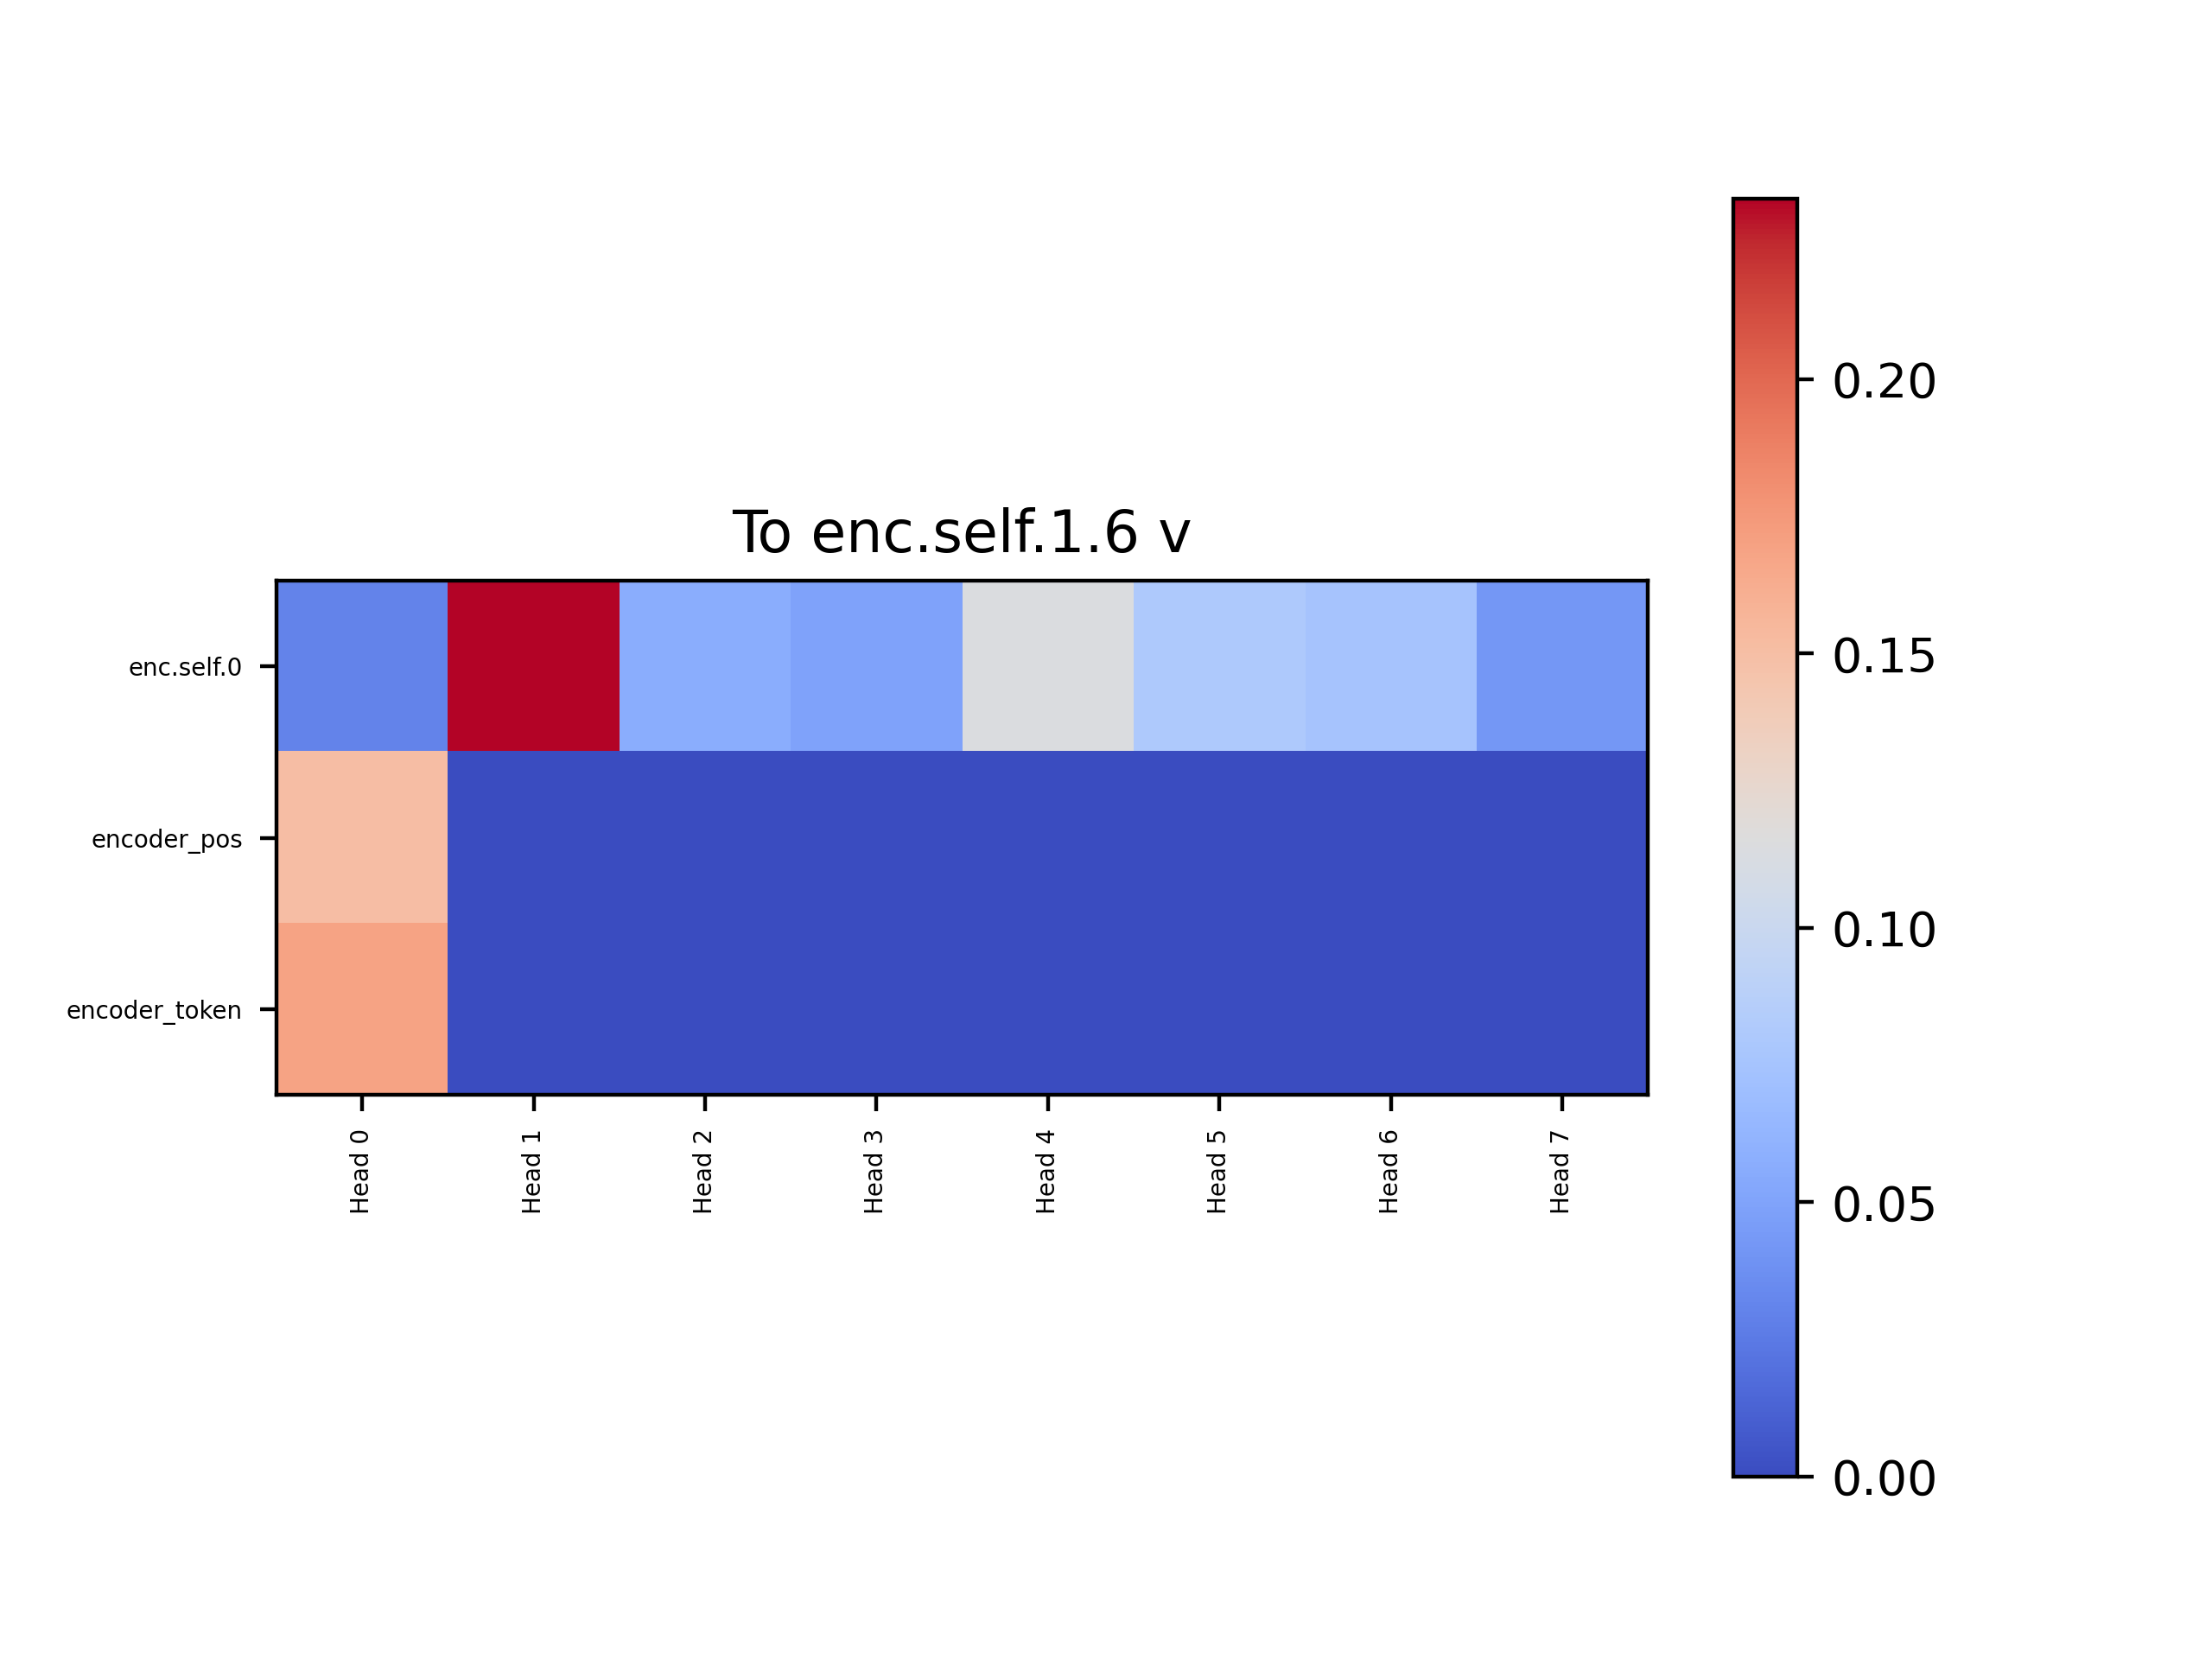 To enc.self.1.6 v
enc.self.0
encoder_pos
encoder_token
Head 0
Head 1
Head 2
Head 3
Head 4
Head 5
Head 6
Head 7
0.20
0.15
0.10
0.05
0.00